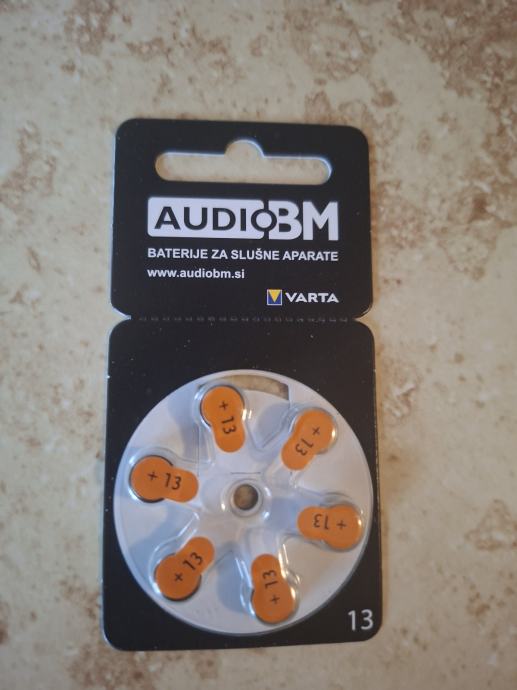 AUDIOBM
BATERIJE ZA SLUŠNE APARATE
www.audiobm.si
VARTA
+ 13
+ 13
+ 13
+ 13
+ 13
+ 13
13